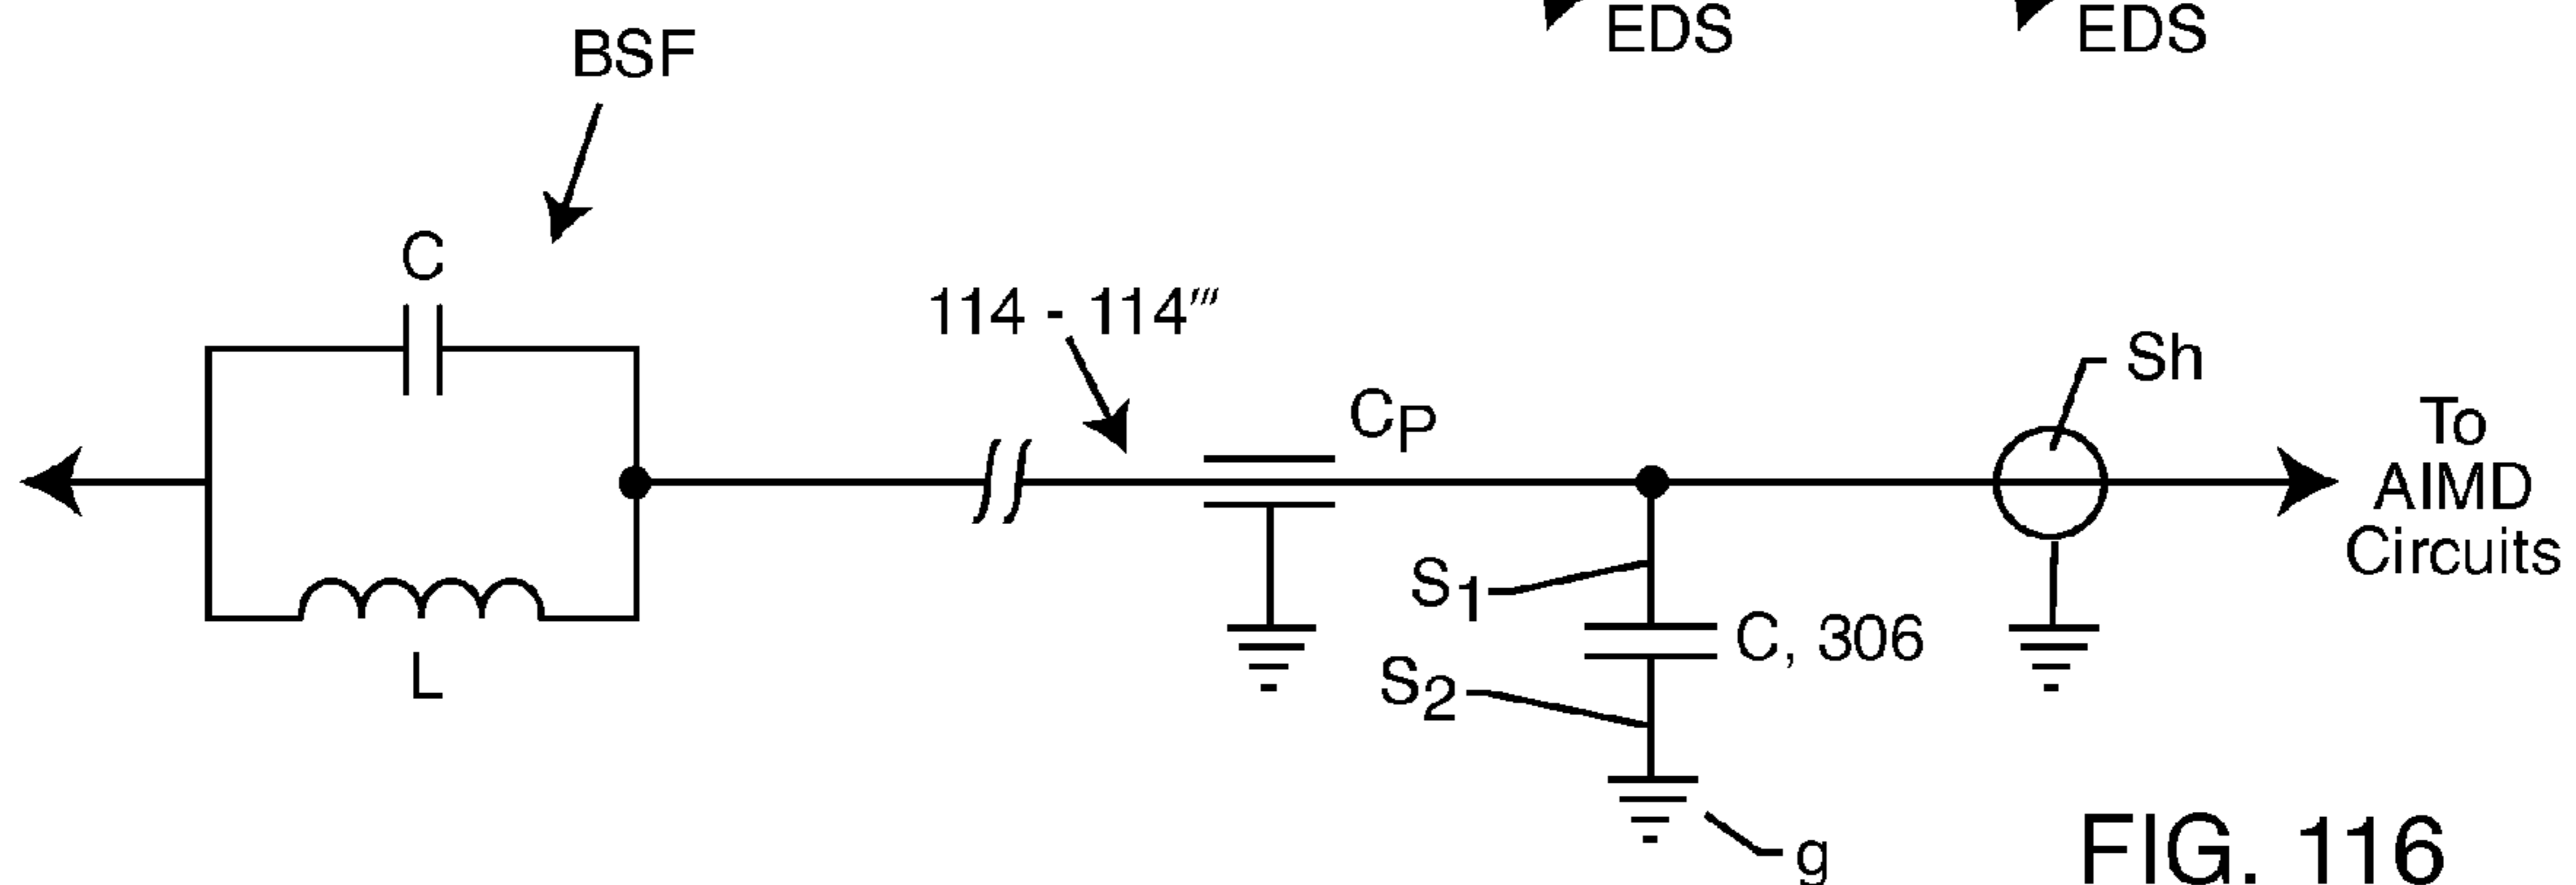 EDS
EDS
BSF
C
114 - 114‴
Sh
CP
To
AIMD
Circuits
S1
C, 306
L
S2
g
FIG. 116